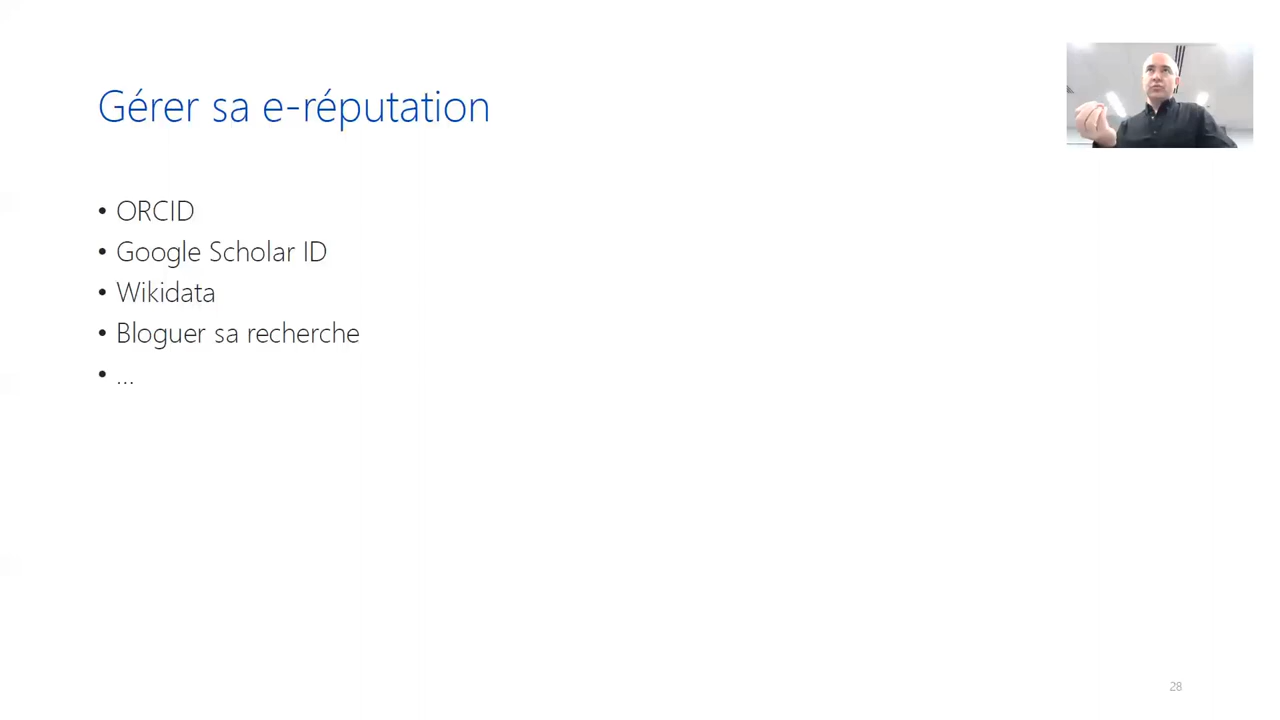 Gérer sa e-réputation
• ORCID
• Google Scholar ID
• Wikidata
• Bloguer sa recherche
• ...
28